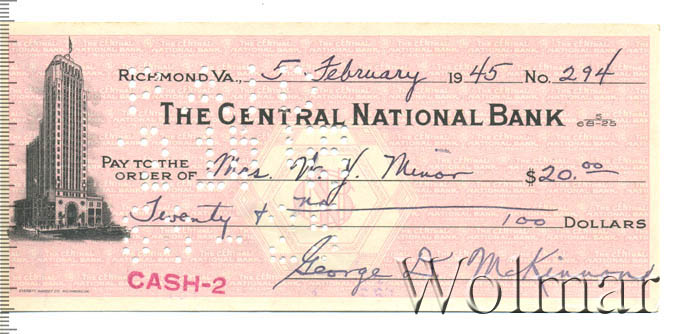 RICHMOND VA., 5 February 1945 No. 294
THE CENTRAL NATIONAL BANK 5/68-25
PAY TO THE ORDER OF Mrs. W. Y. Minor $20.00
Twenty & no/100 DOLLARS
George D. McKinnon
CASH-2
Wolmar